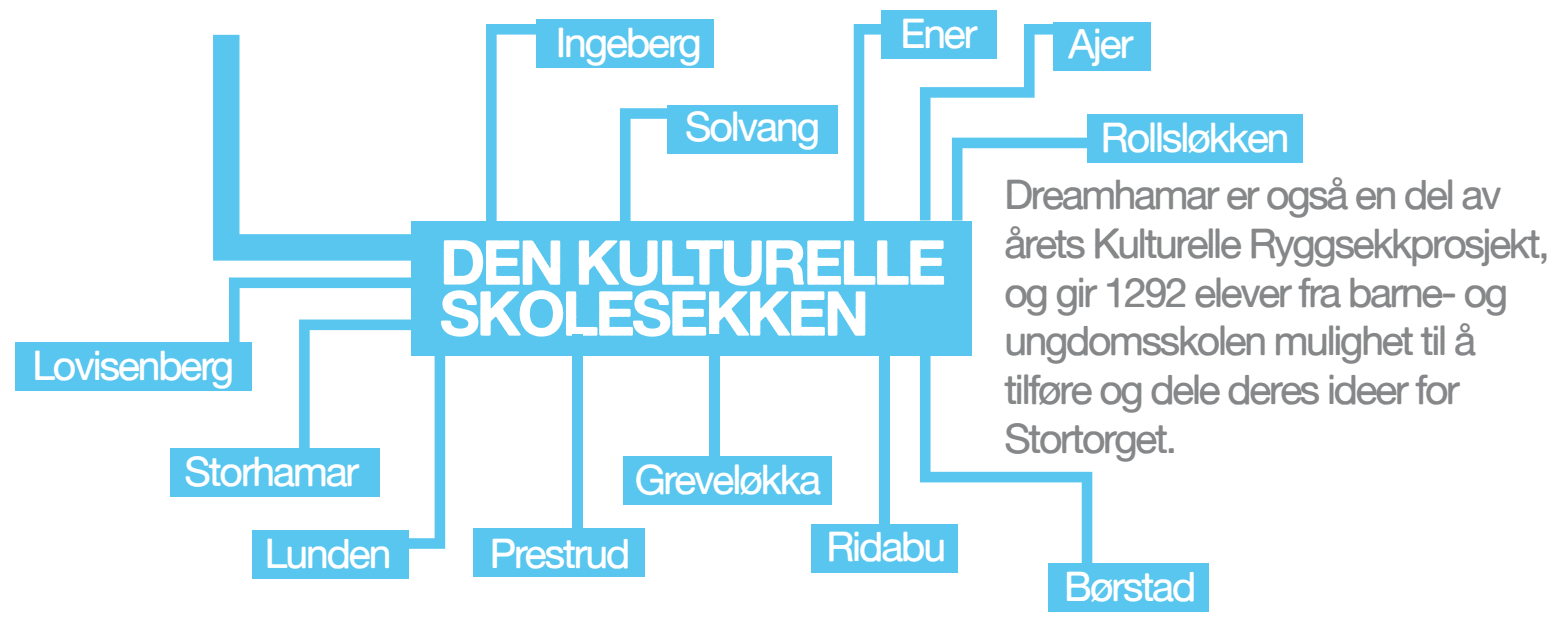 Ingeberg
Ener
Ajer
Solvang
Rollsløkken
Dreamhamar er også en del av
årets Kulturelle Ryggsekkprosjekt,
og gir 1292 elever fra barne- og
ungdomsskolen mulighet til å
tilføre og dele deres ideer for
Stortorget.
DEN KULTURELLE
SKOLESEKKEN
Lovisenberg
Storhamar
Greveløkka
Lunden
Prestrud
Ridabu
Børstad